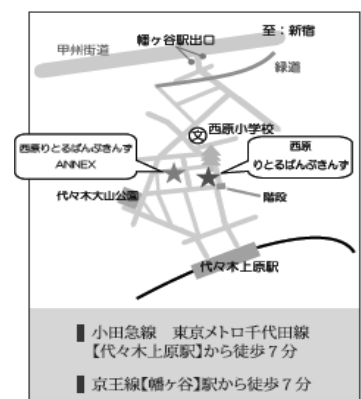 至：新宿
幡ヶ谷駅出口
甲州街道
緑道
文
西原小学校
西原りとるぱんぷきんず
ANNEX
西原
りとるぱんぷきんず
代々木大山公園
階段
代々木上原駅
小田急線　東京メトロ千代田線
【代々木上原駅】から徒歩７分
京王線【幡ヶ谷】駅から徒歩７分